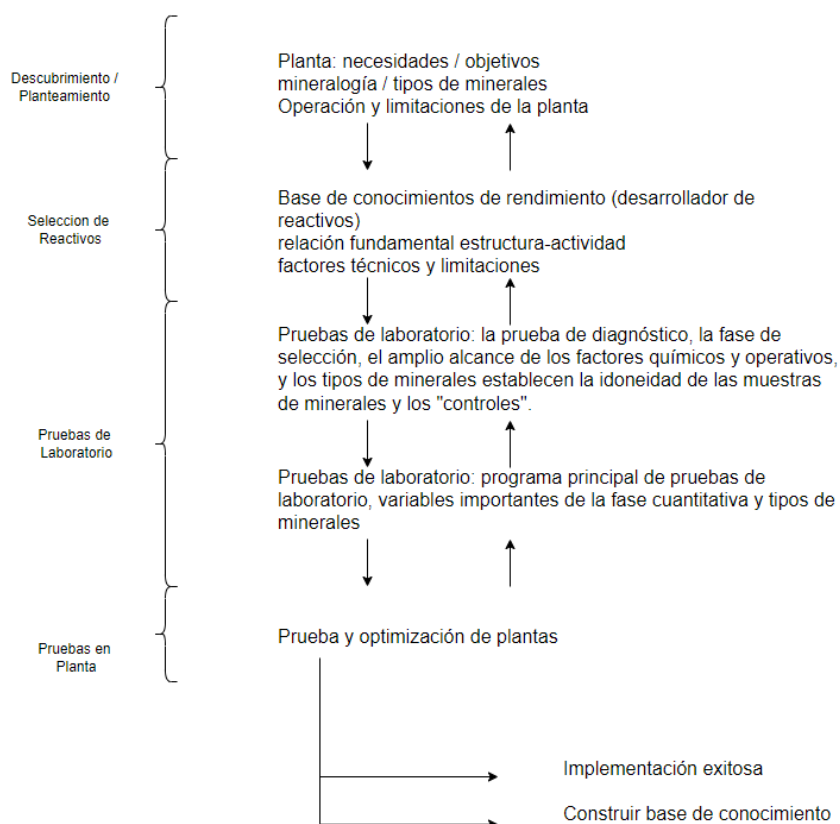 Descubrimiento /
Planteamiento
Planta: necesidades / objetivos
mineralogía / tipos de minerales
Operación y limitaciones de la planta
Seleccion de
Reactivos
Base de conocimientos de rendimiento (desarrollador de
reactivos)
relación fundamental estructura-actividad
factores técnicos y limitaciones
Pruebas de
Laboratorio
Pruebas de laboratorio: la prueba de diagnóstico, la fase de
selección, el amplio alcance de los factores químicos y operativos,
y los tipos de minerales establecen la idoneidad de las muestras
de minerales y los "controles".
Pruebas de laboratorio: programa principal de pruebas de
laboratorio, variables importantes de la fase cuantitativa y tipos de
minerales
Pruebas en
Planta
Prueba y optimización de plantas
Implementación exitosa
Construir base de conocimiento